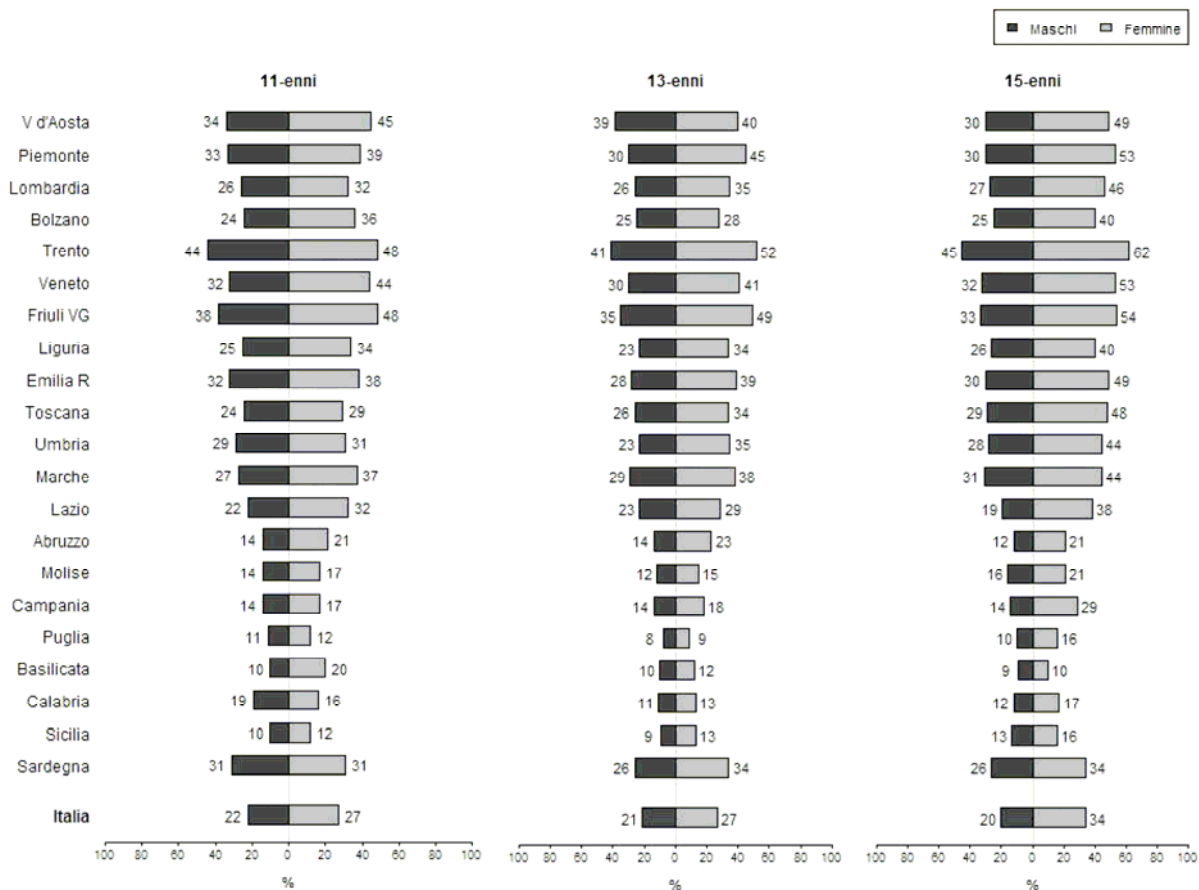 Maschi Femmine
11-enni 13-enni 15-enni
V d'Aosta 34 45 39 40 30 49
Piemonte 33 39 30 45 30 53
Lombardia 26 32 26 35 27 46
Bolzano 24 36 25 28 25 40
Trento 44 48 41 52 45 62
Veneto 32 44 30 41 32 53
Friuli VG 38 48 35 49 33 54
Liguria 25 34 23 34 26 40
Emilia R 32 38 28 39 30 49
Toscana 24 29 26 34 29 48
Umbria 29 31 23 35 28 44
Marche 27 37 29 38 31 44
Lazio 22 32 23 29 19 38
Abruzzo 14 21 14 23 12 21
Molise 14 17 12 15 16 21
Campania 14 17 14 18 14 29
Puglia 11 12 8 9 10 16
Basilicata 10 20 10 12 9 10
Calabria 19 16 11 13 12 17
Sicilia 10 12 9 13 13 16
Sardegna 31 31 26 34 26 34
Italia 22 27 21 27 20 34
100 80 60 40 20 0 20 40 60 80 100 100 80 60 40 20 0 20 40 60 80 100 100 80 60 40 20 0 20 40 60 80 100
% % %